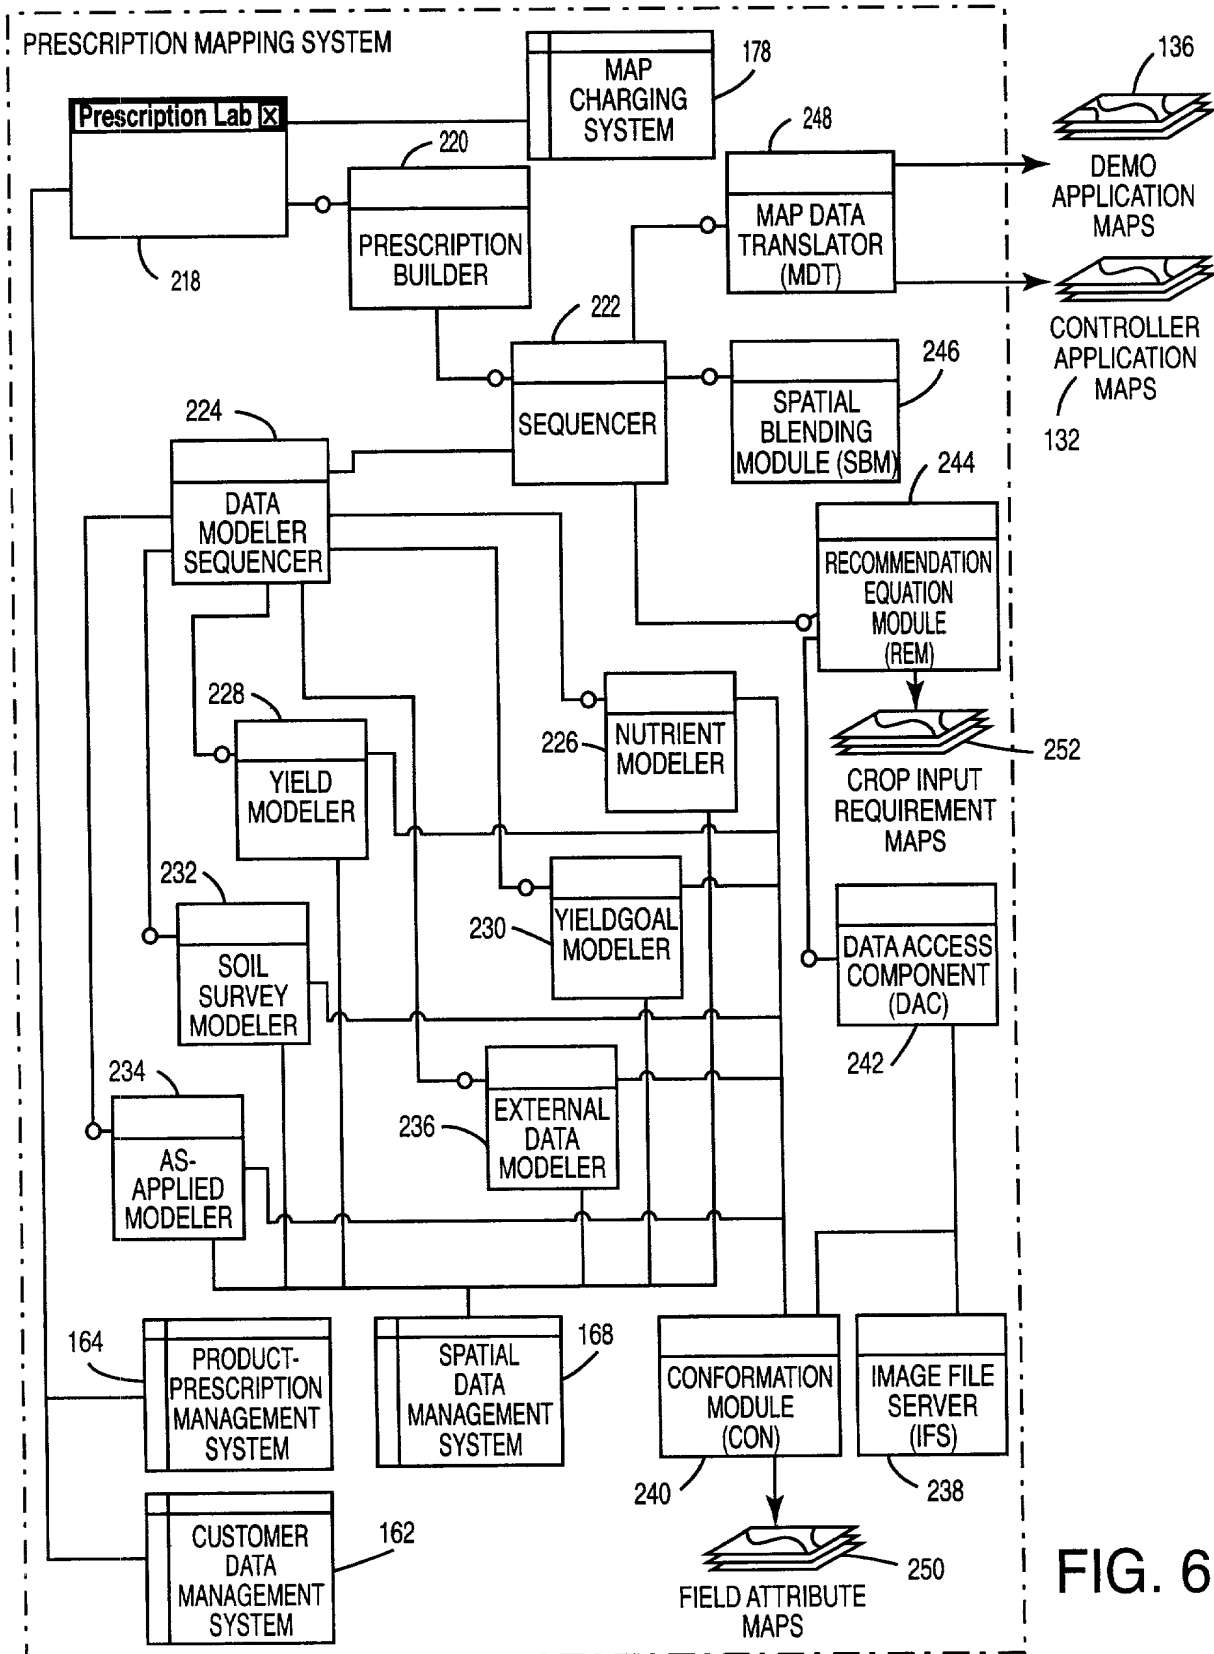 PRESCRIPTION MAPPING SYSTEM
Prescription Lab X
218
MAP
CHARGING
SYSTEM
178
136
DEMO
APPLICATION
MAPS
220
PRESCRIPTION
BUILDER
248
MAP DATA
TRANSLATOR
(MDT)
CONTROLLER
APPLICATION
MAPS
132
222
SEQUENCER
246
SPATIAL
BLENDING
MODULE (SBM)
224
DATA
MODELER
SEQUENCER
244
RECOMMENDATION
EQUATION
MODULE
(REM)
252
CROP INPUT
REQUIREMENT
MAPS
228
YIELD
MODELER
226
NUTRIENT
MODELER
232
SOIL
SURVEY
MODELER
230
YIELDGOAL
MODELER
DATA ACCESS
COMPONENT
(DAC)
242
234
AS-
APPLIED
MODELER
236
EXTERNAL
DATA
MODELER
164
PRODUCT-
PRESCRIPTION
MANAGEMENT
SYSTEM
168
SPATIAL
DATA
MANAGEMENT
SYSTEM
CONFORMATION
MODULE
(CON)
240
IMAGE FILE
SERVER
(IFS)
238
162
CUSTOMER
DATA
MANAGEMENT
SYSTEM
250
FIELD ATTRIBUTE
MAPS
FIG. 6